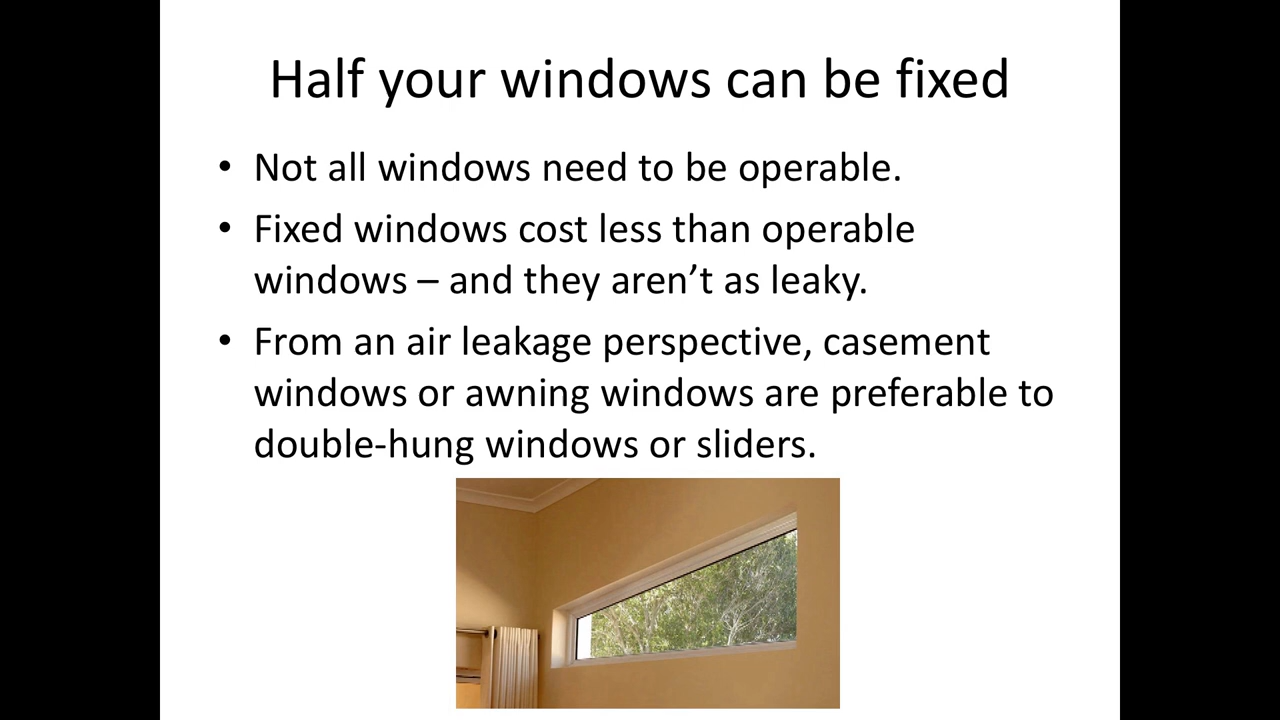 Half your windows can be fixed
• Not all windows need to be operable.
• Fixed windows cost less than operable
windows – and they aren’t as leaky.
• From an air leakage perspective, casement
windows or awning windows are preferable to
double-hung windows or sliders.